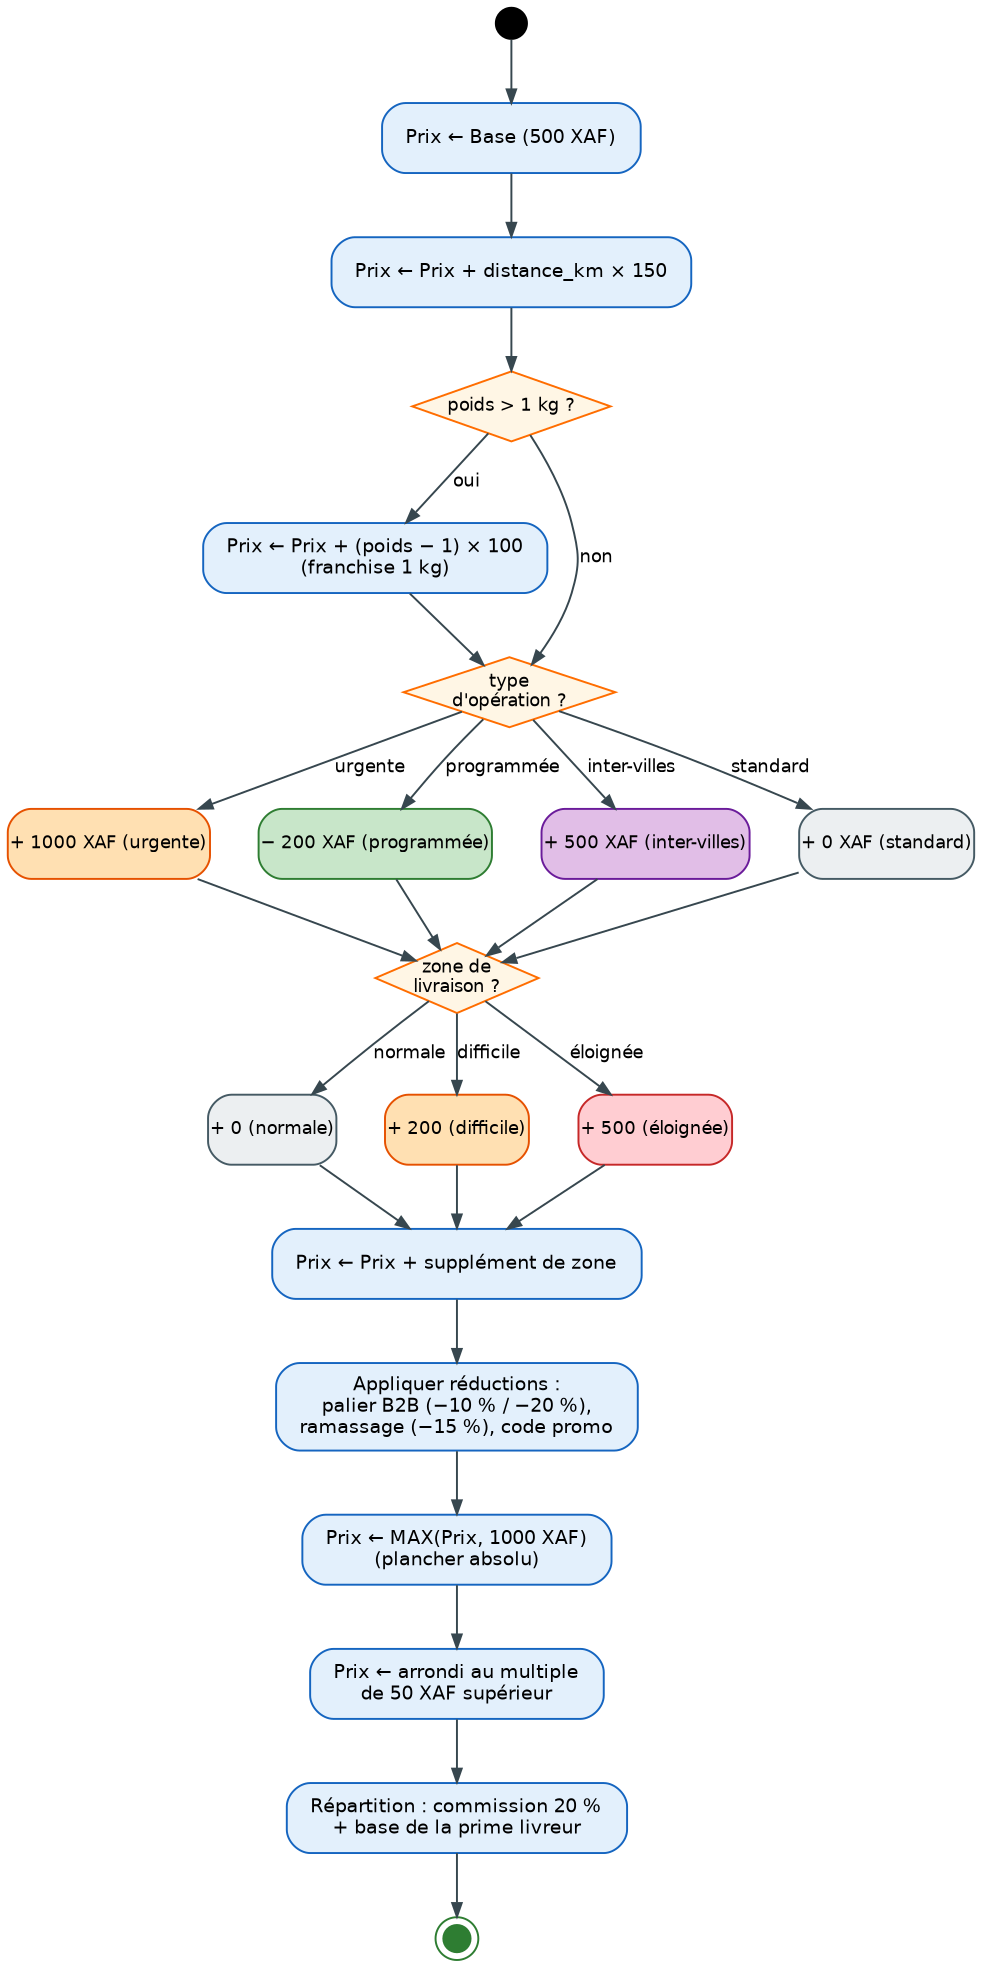 Prix ← Base (500 XAF)
Prix ← Prix + distance_km × 150
poids > 1 kg ?
oui
Prix ← Prix + (poids − 1) × 100
(franchise 1 kg)
non
type
d'opération ?
urgente
programmée
inter-villes
standard
+ 1000 XAF (urgente)
− 200 XAF (programmée)
+ 500 XAF (inter-villes)
+ 0 XAF (standard)
zone de
livraison ?
normale
difficile
éloignée
+ 0 (normale)
+ 200 (difficile)
+ 500 (éloignée)
Prix ← Prix + supplément de zone
Appliquer réductions :
palier B2B (−10 % / −20 %),
ramassage (−15 %), code promo
Prix ← MAX(Prix, 1000 XAF)
(plancher absolu)
Prix ← arrondi au multiple
de 50 XAF supérieur
Répartition : commission 20 %
+ base de la prime livreur